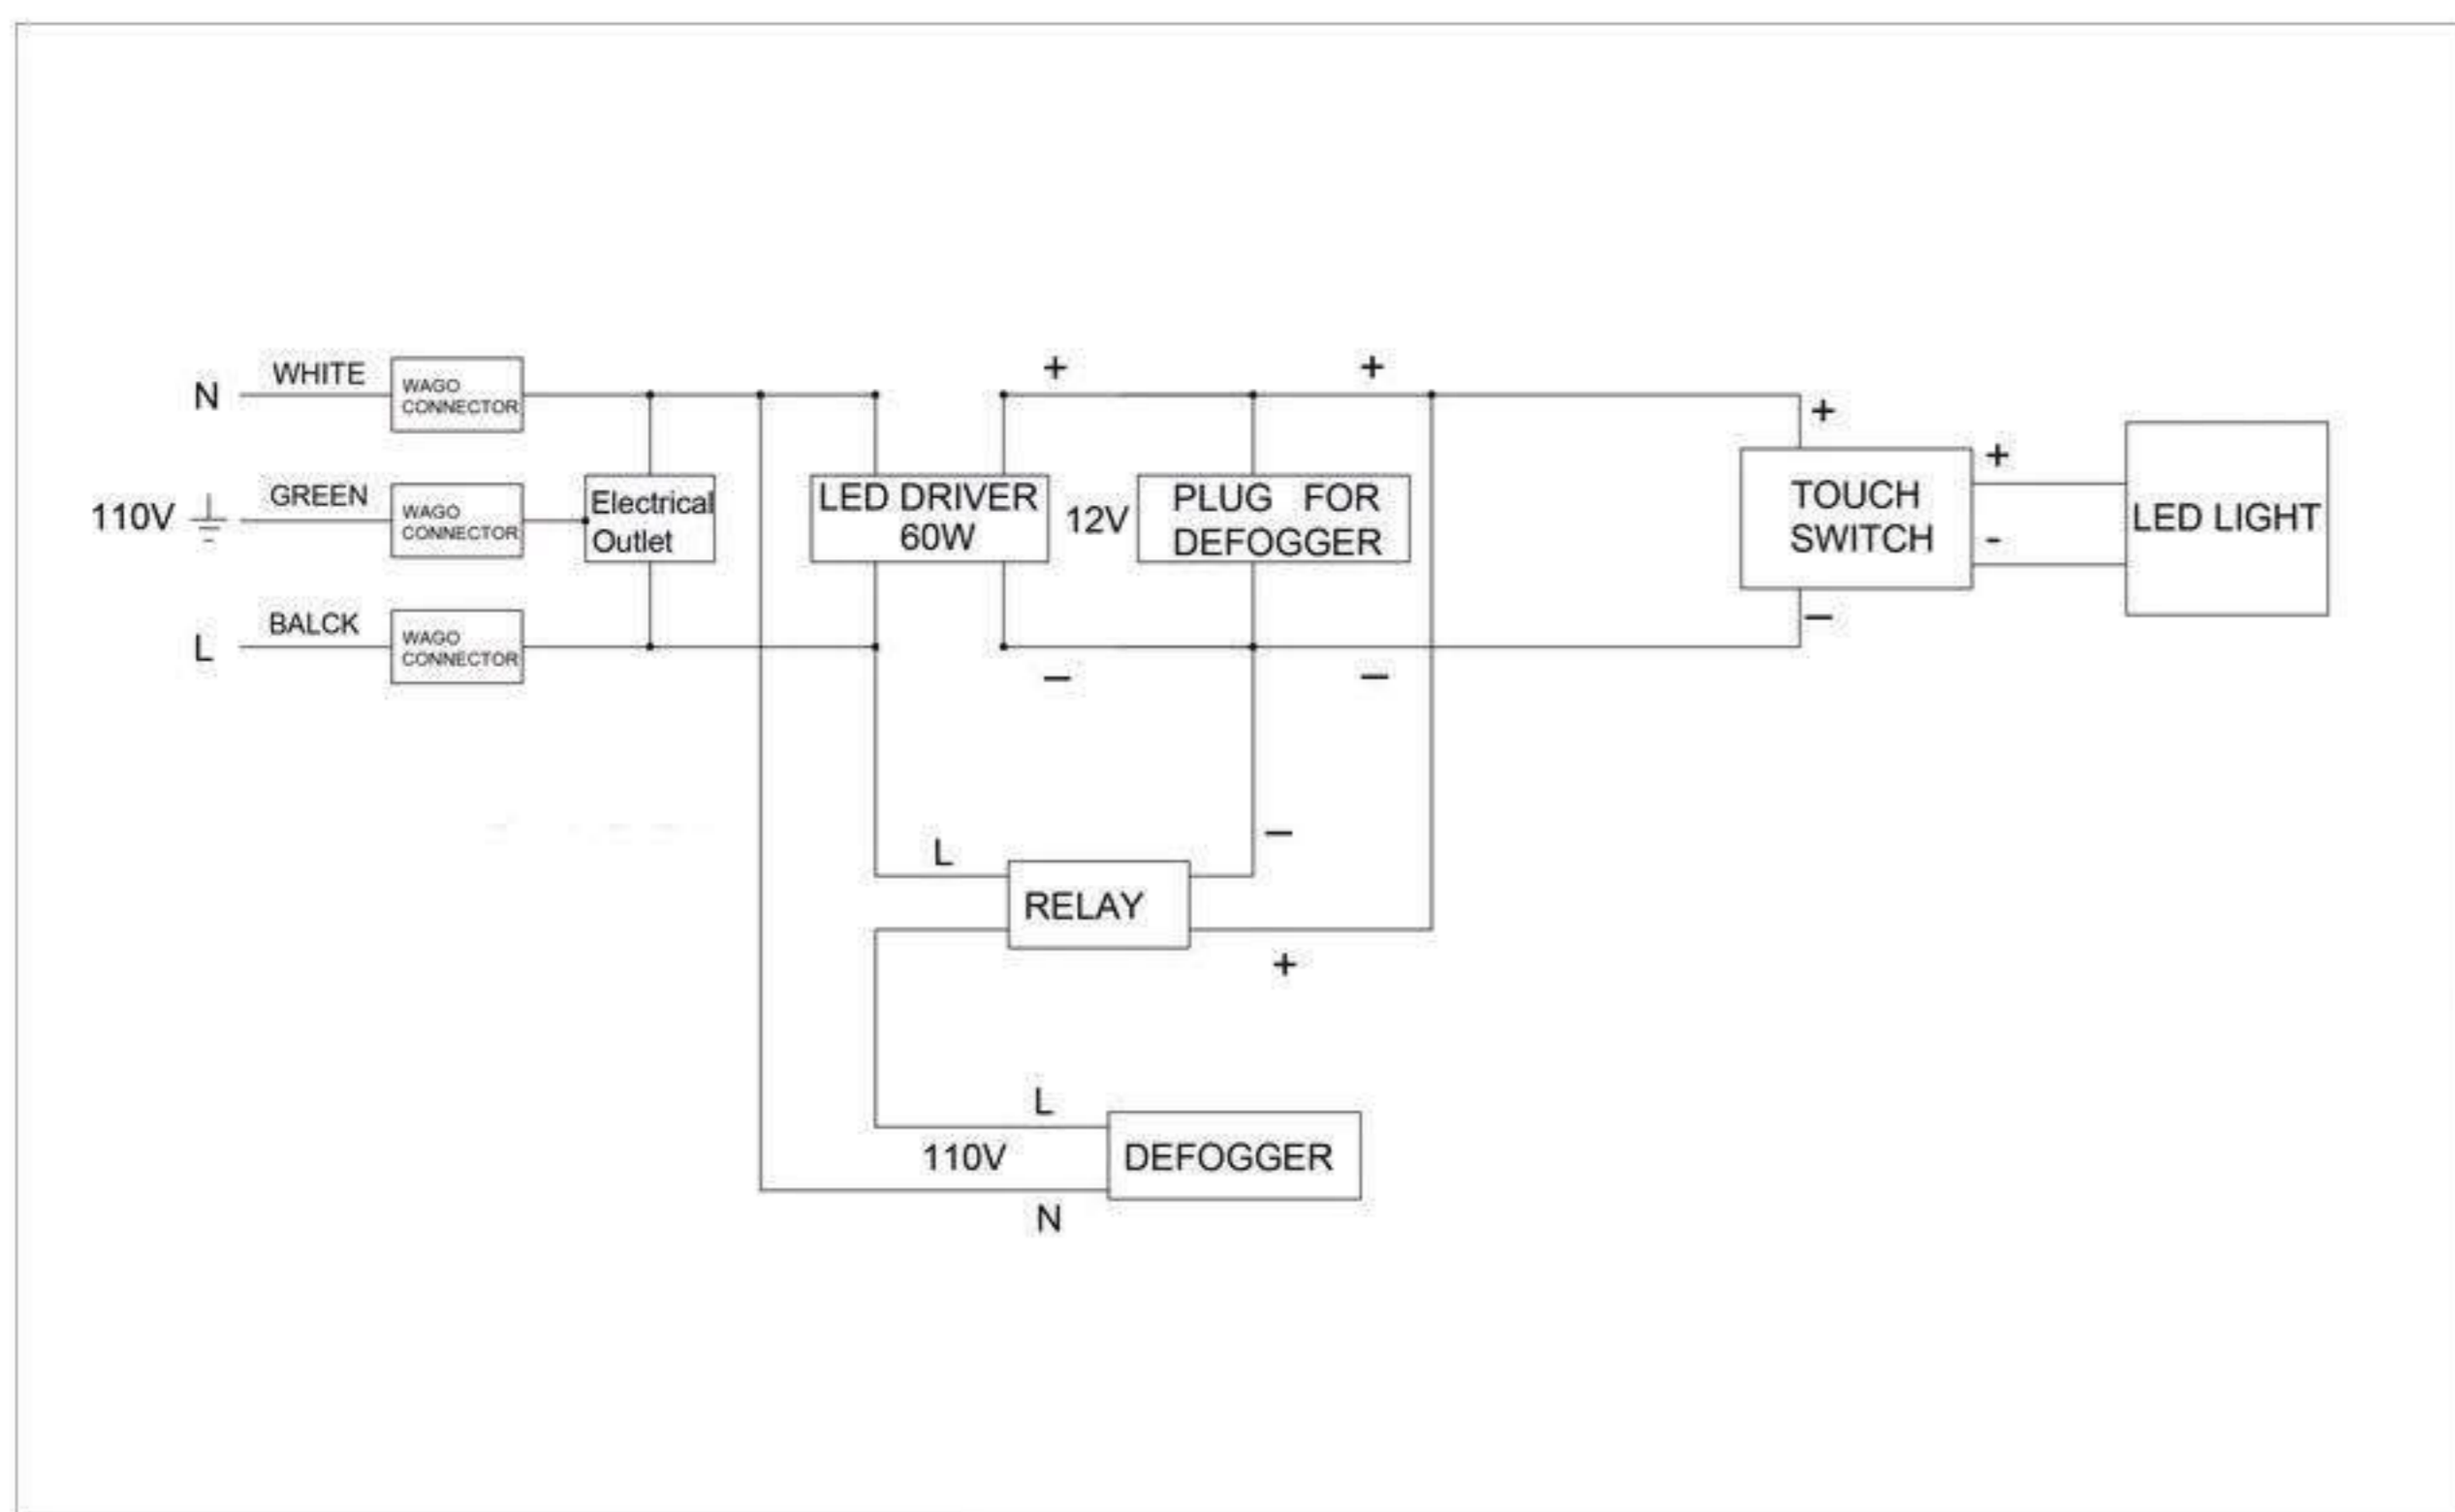 N
WHITE
WAGO
CONNECTOR
+
+
+
110V
GREEN
WAGO
CONNECTOR
Electrical
Outlet
LED DRIVER
60W
12V
PLUG FOR
DEFOGGER
TOUCH
SWITCH
+
-
LED LIGHT
L
BALCK
WAGO
CONNECTOR
–
–
–
L
RELAY
–
+
L
110V
DEFOGGER
N